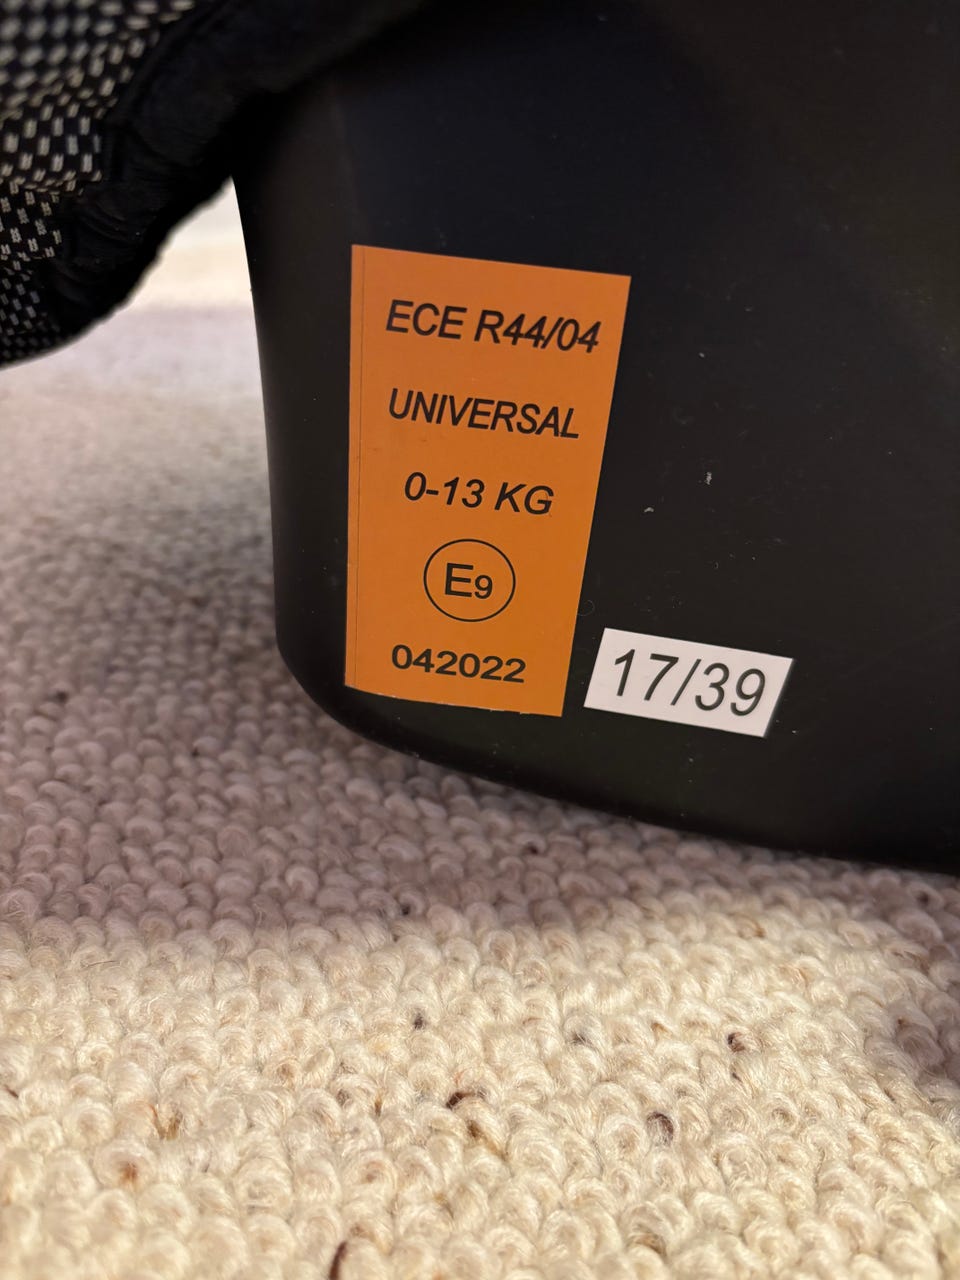 ECE R44/04
UNIVERSAL
0-13 KG
E9
042022
17/39